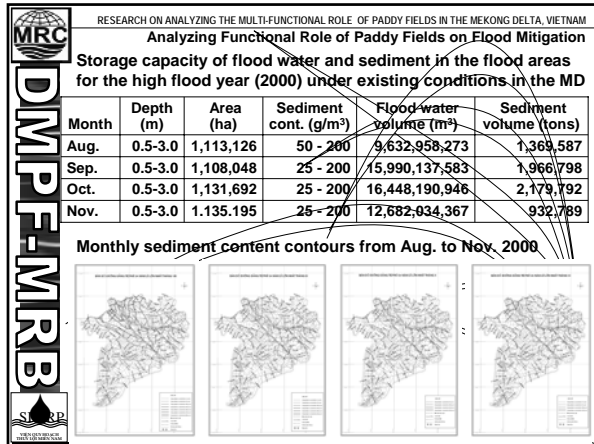 RESEARCH ON ANALYZING THE MULTI-FUNCTIONAL ROLE OF PADDY FIELDS IN THE MEKONG DELTA, VIETNAM
MRC
Analyzing Functional Role of Paddy Fields on Flood Mitigation
Storage capacity of flood water and sediment in the flood areas
for the high flood year (2000) under existing conditions in the MD
DMPF-MRB
Month Depth (m) Area (ha) Sediment cont. (g/m³) Flood water volume (m³) Sediment volume (tons)
Aug. 0.5-3.0 1,113,126 50 - 200 9,632,958,273 1,369,587
Sep. 0.5-3.0 1,108,048 25 - 200 15,990,137,583 1,966,798
Oct. 0.5-3.0 1,131,692 25 - 200 16,448,190,946 2,179,792
Nov. 0.5-3.0 1.135.195 25 - 200 12,682,034,367 932,789
Monthly sediment content contours from Aug. to Nov. 2000
VIỆN QUY HOẠCH
THUỶ LỢI MIỀN NAM